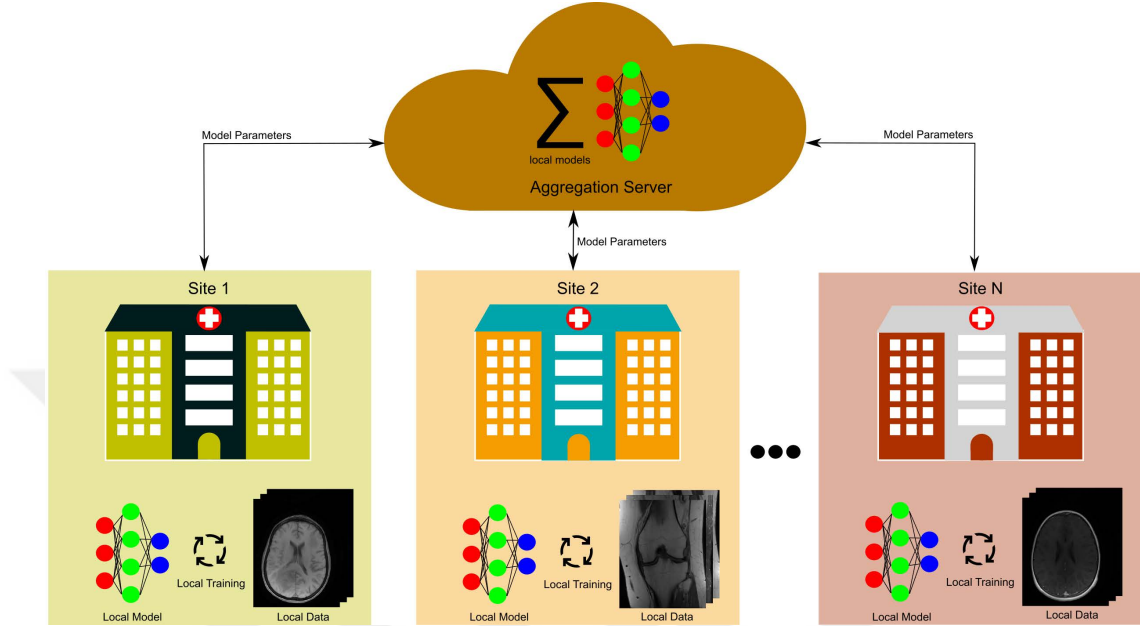 ∑
local models
Aggregation Server
Model Parameters
Model Parameters
Model Parameters
Site 1
Local Training
Local Model
Local Data
Site 2
Local Training
Local Model
Local Data
Site N
Local Training
Local Model
Local Data